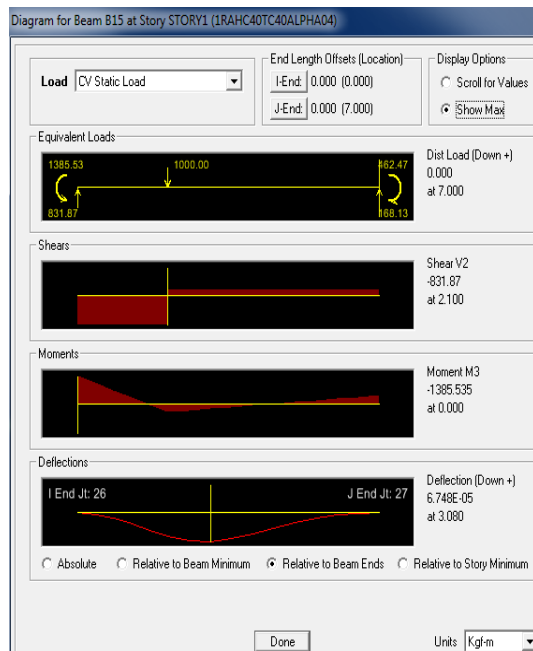 Diagram for Beam B15 at Story STORY1 (1RAHC40TC40ALPHA04)
Load CV Static Load
End Length Offsets (Location)
I-End: 0.000 (0.000)
J-End: 0.000 (7.000)
Display Options
Scroll for Values
Show Max
Equivalent Loads
1385.53 1000.00 462.47
831.87 168.13
Dist Load (Down +)
0.000
at 7.000
Shears
Shear V2
-831.87
at 2.100
Moments
Moment M3
-1385.535
at 0.000
Deflections
I End Jt: 26 J End Jt: 27
Deflection (Down +)
6.748E-05
at 3.080
Absolute Relative to Beam Minimum Relative to Beam Ends Relative to Story Minimum
Done Units Kgf-m